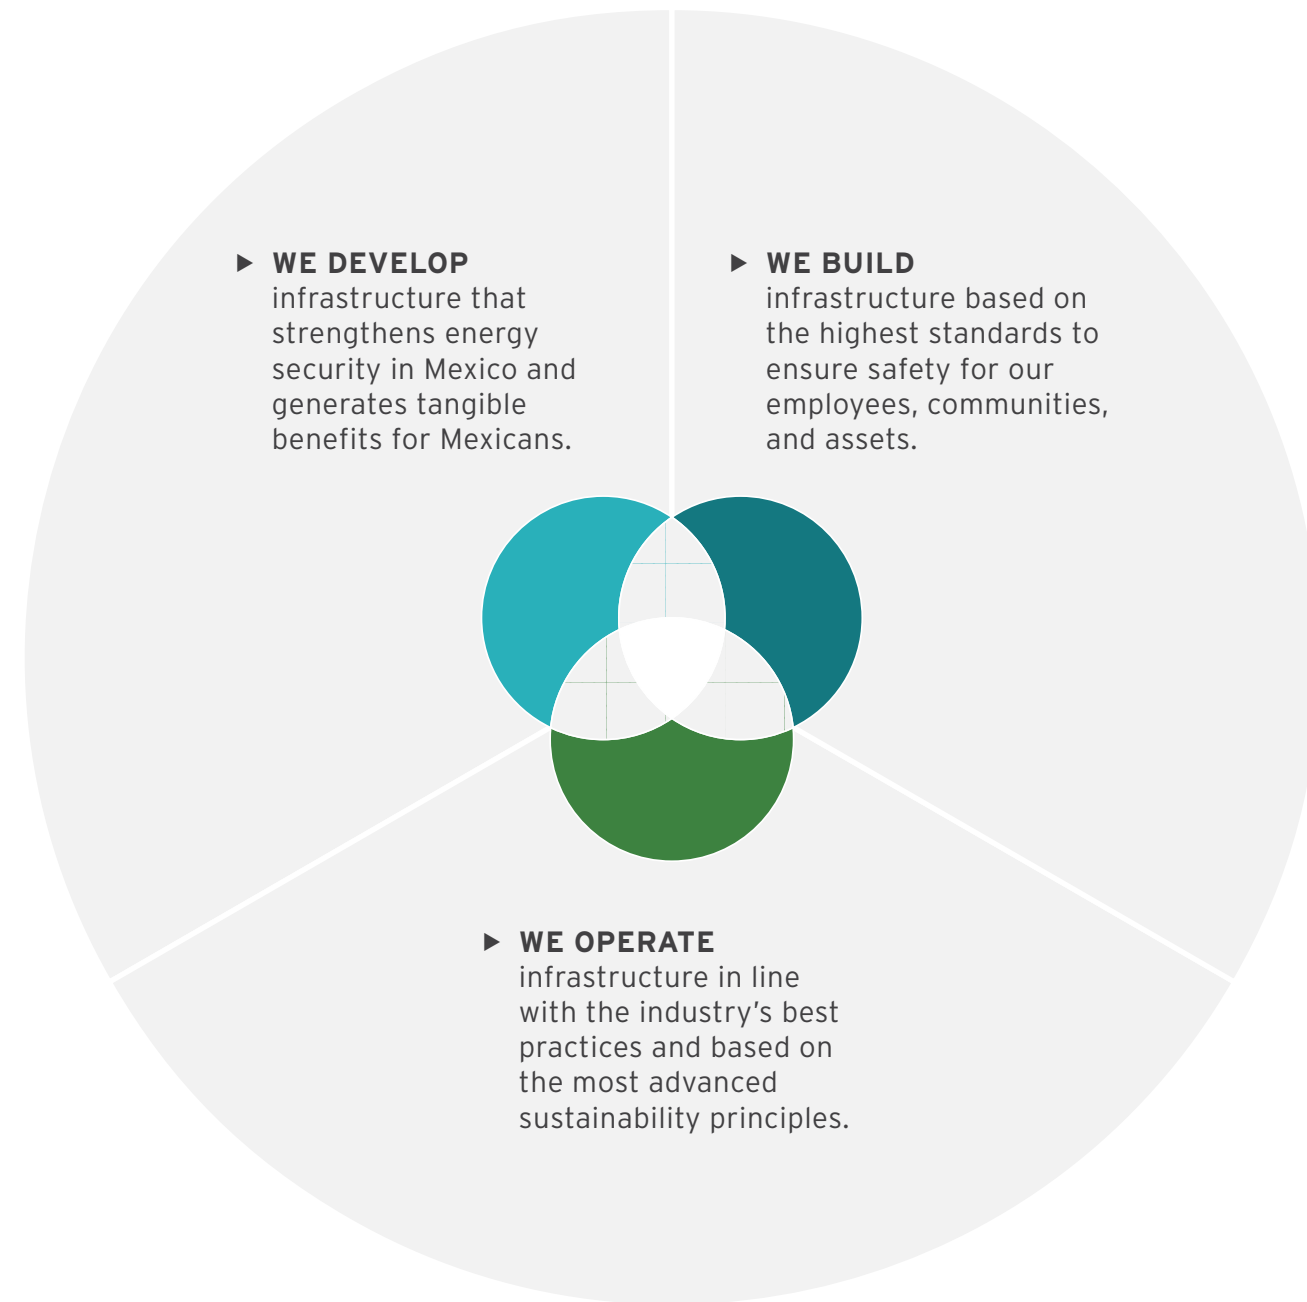 ▶ WE DEVELOP
infrastructure that
strengthens energy
security in Mexico and
generates tangible
benefits for Mexicans.
▶ WE BUILD
infrastructure based on
the highest standards to
ensure safety for our
employees, communities,
and assets.
▶ WE OPERATE
infrastructure in line
with the industry’s best
practices and based on
the most advanced
sustainability principles.